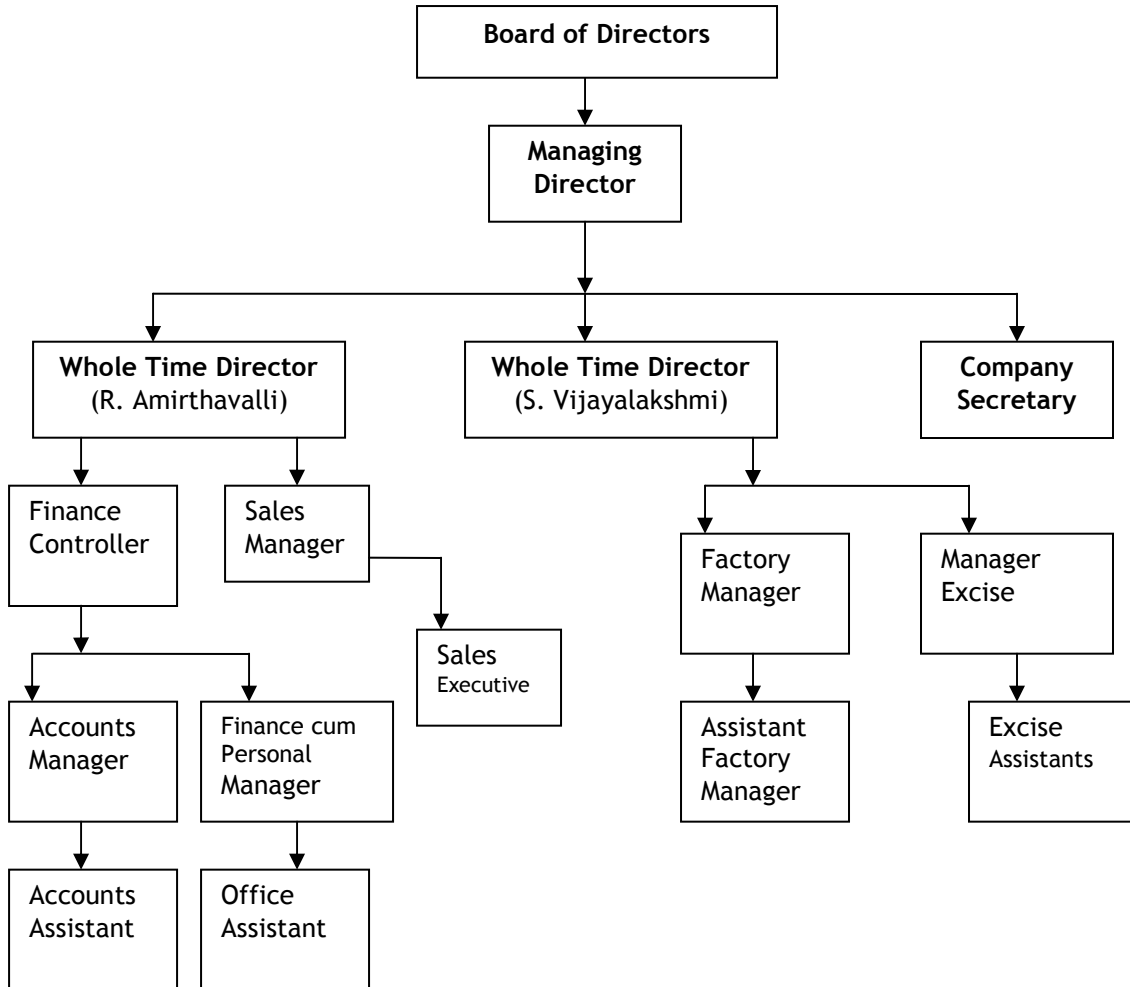 Board of Directors
Managing
Director
Whole Time Director
(R. Amirthavalli)
Whole Time Director
(S. Vijayalakshmi)
Company
Secretary
Finance
Controller
Sales
Manager
Factory
Manager
Manager
Excise
Sales
Executive
Accounts
Manager
Finance cum
Personal
Manager
Assistant
Factory
Manager
Excise
Assistants
Accounts
Assistant
Office
Assistant